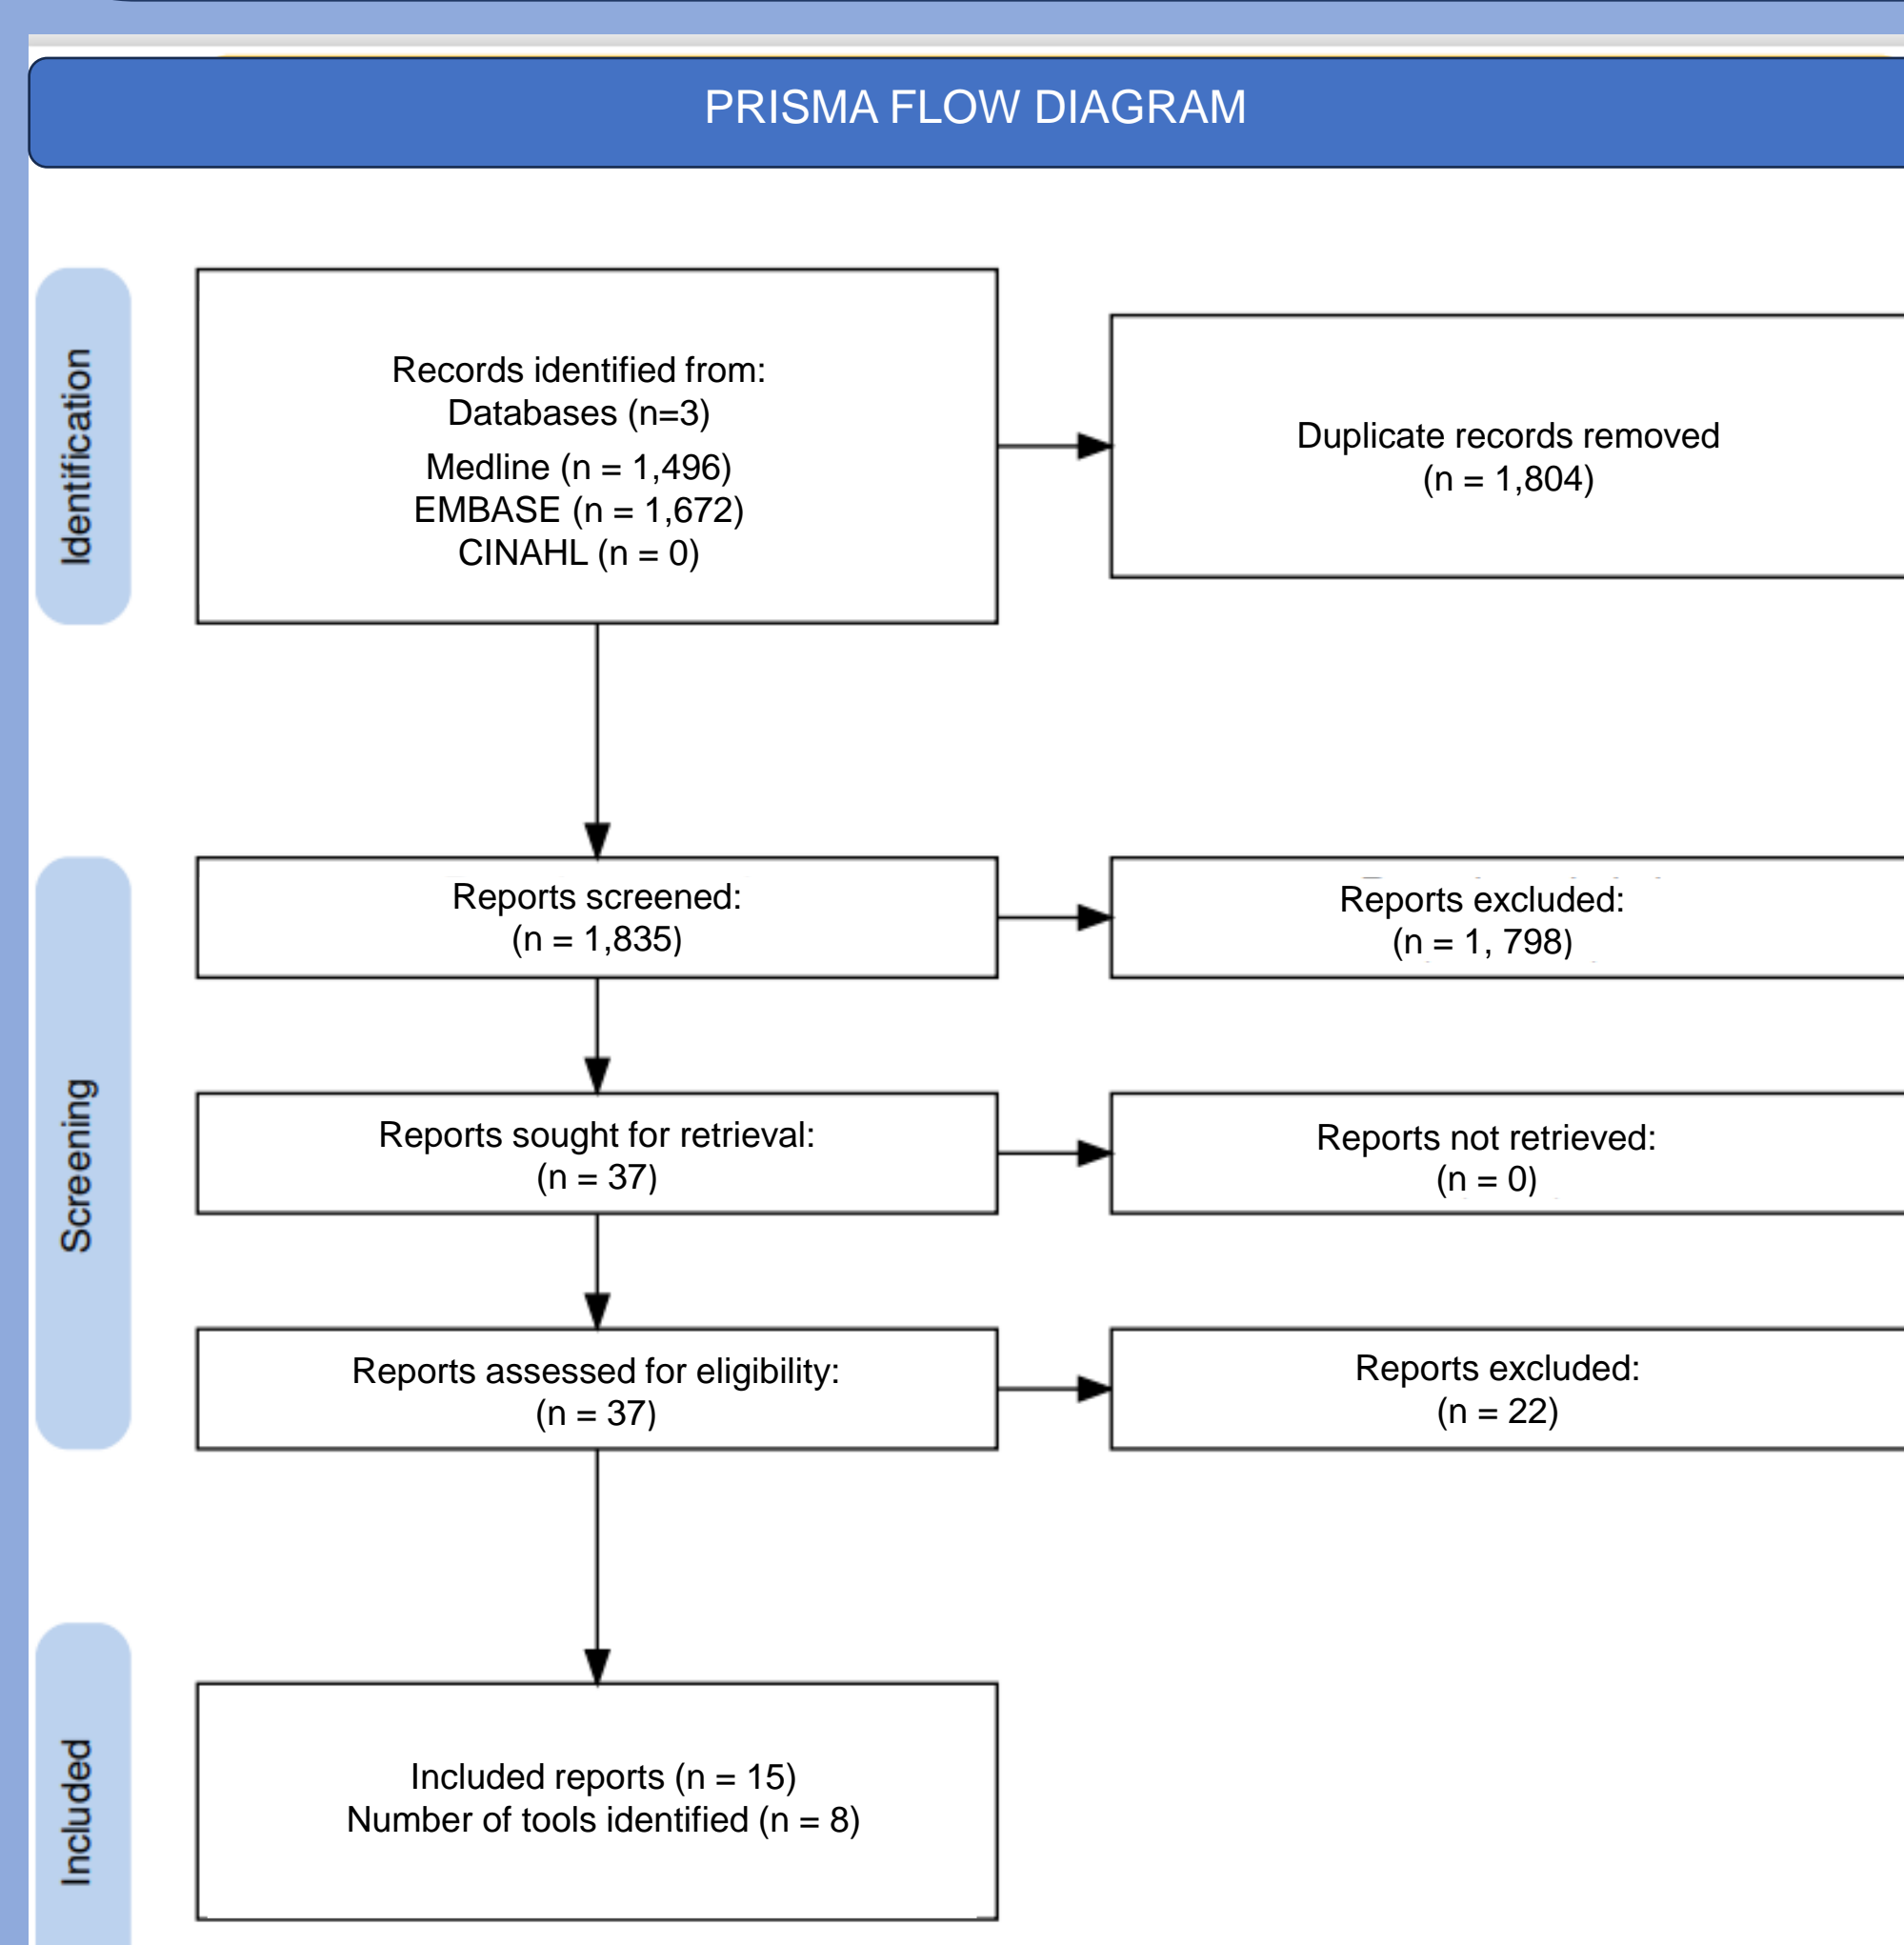 PRISMA FLOW DIAGRAM
Identification
Records identified from:
Databases (n=3)
Medline (n = 1,496)
EMBASE (n = 1,672)
CINAHL (n = 0)
Duplicate records removed
(n = 1,804)
Screening
Reports screened:
(n = 1,835)
Reports excluded:
(n = 1, 798)
Reports sought for retrieval:
(n = 37)
Reports not retrieved:
(n = 0)
Reports assessed for eligibility:
(n = 37)
Reports excluded:
(n = 22)
Included
Included reports (n = 15)
Number of tools identified (n = 8)